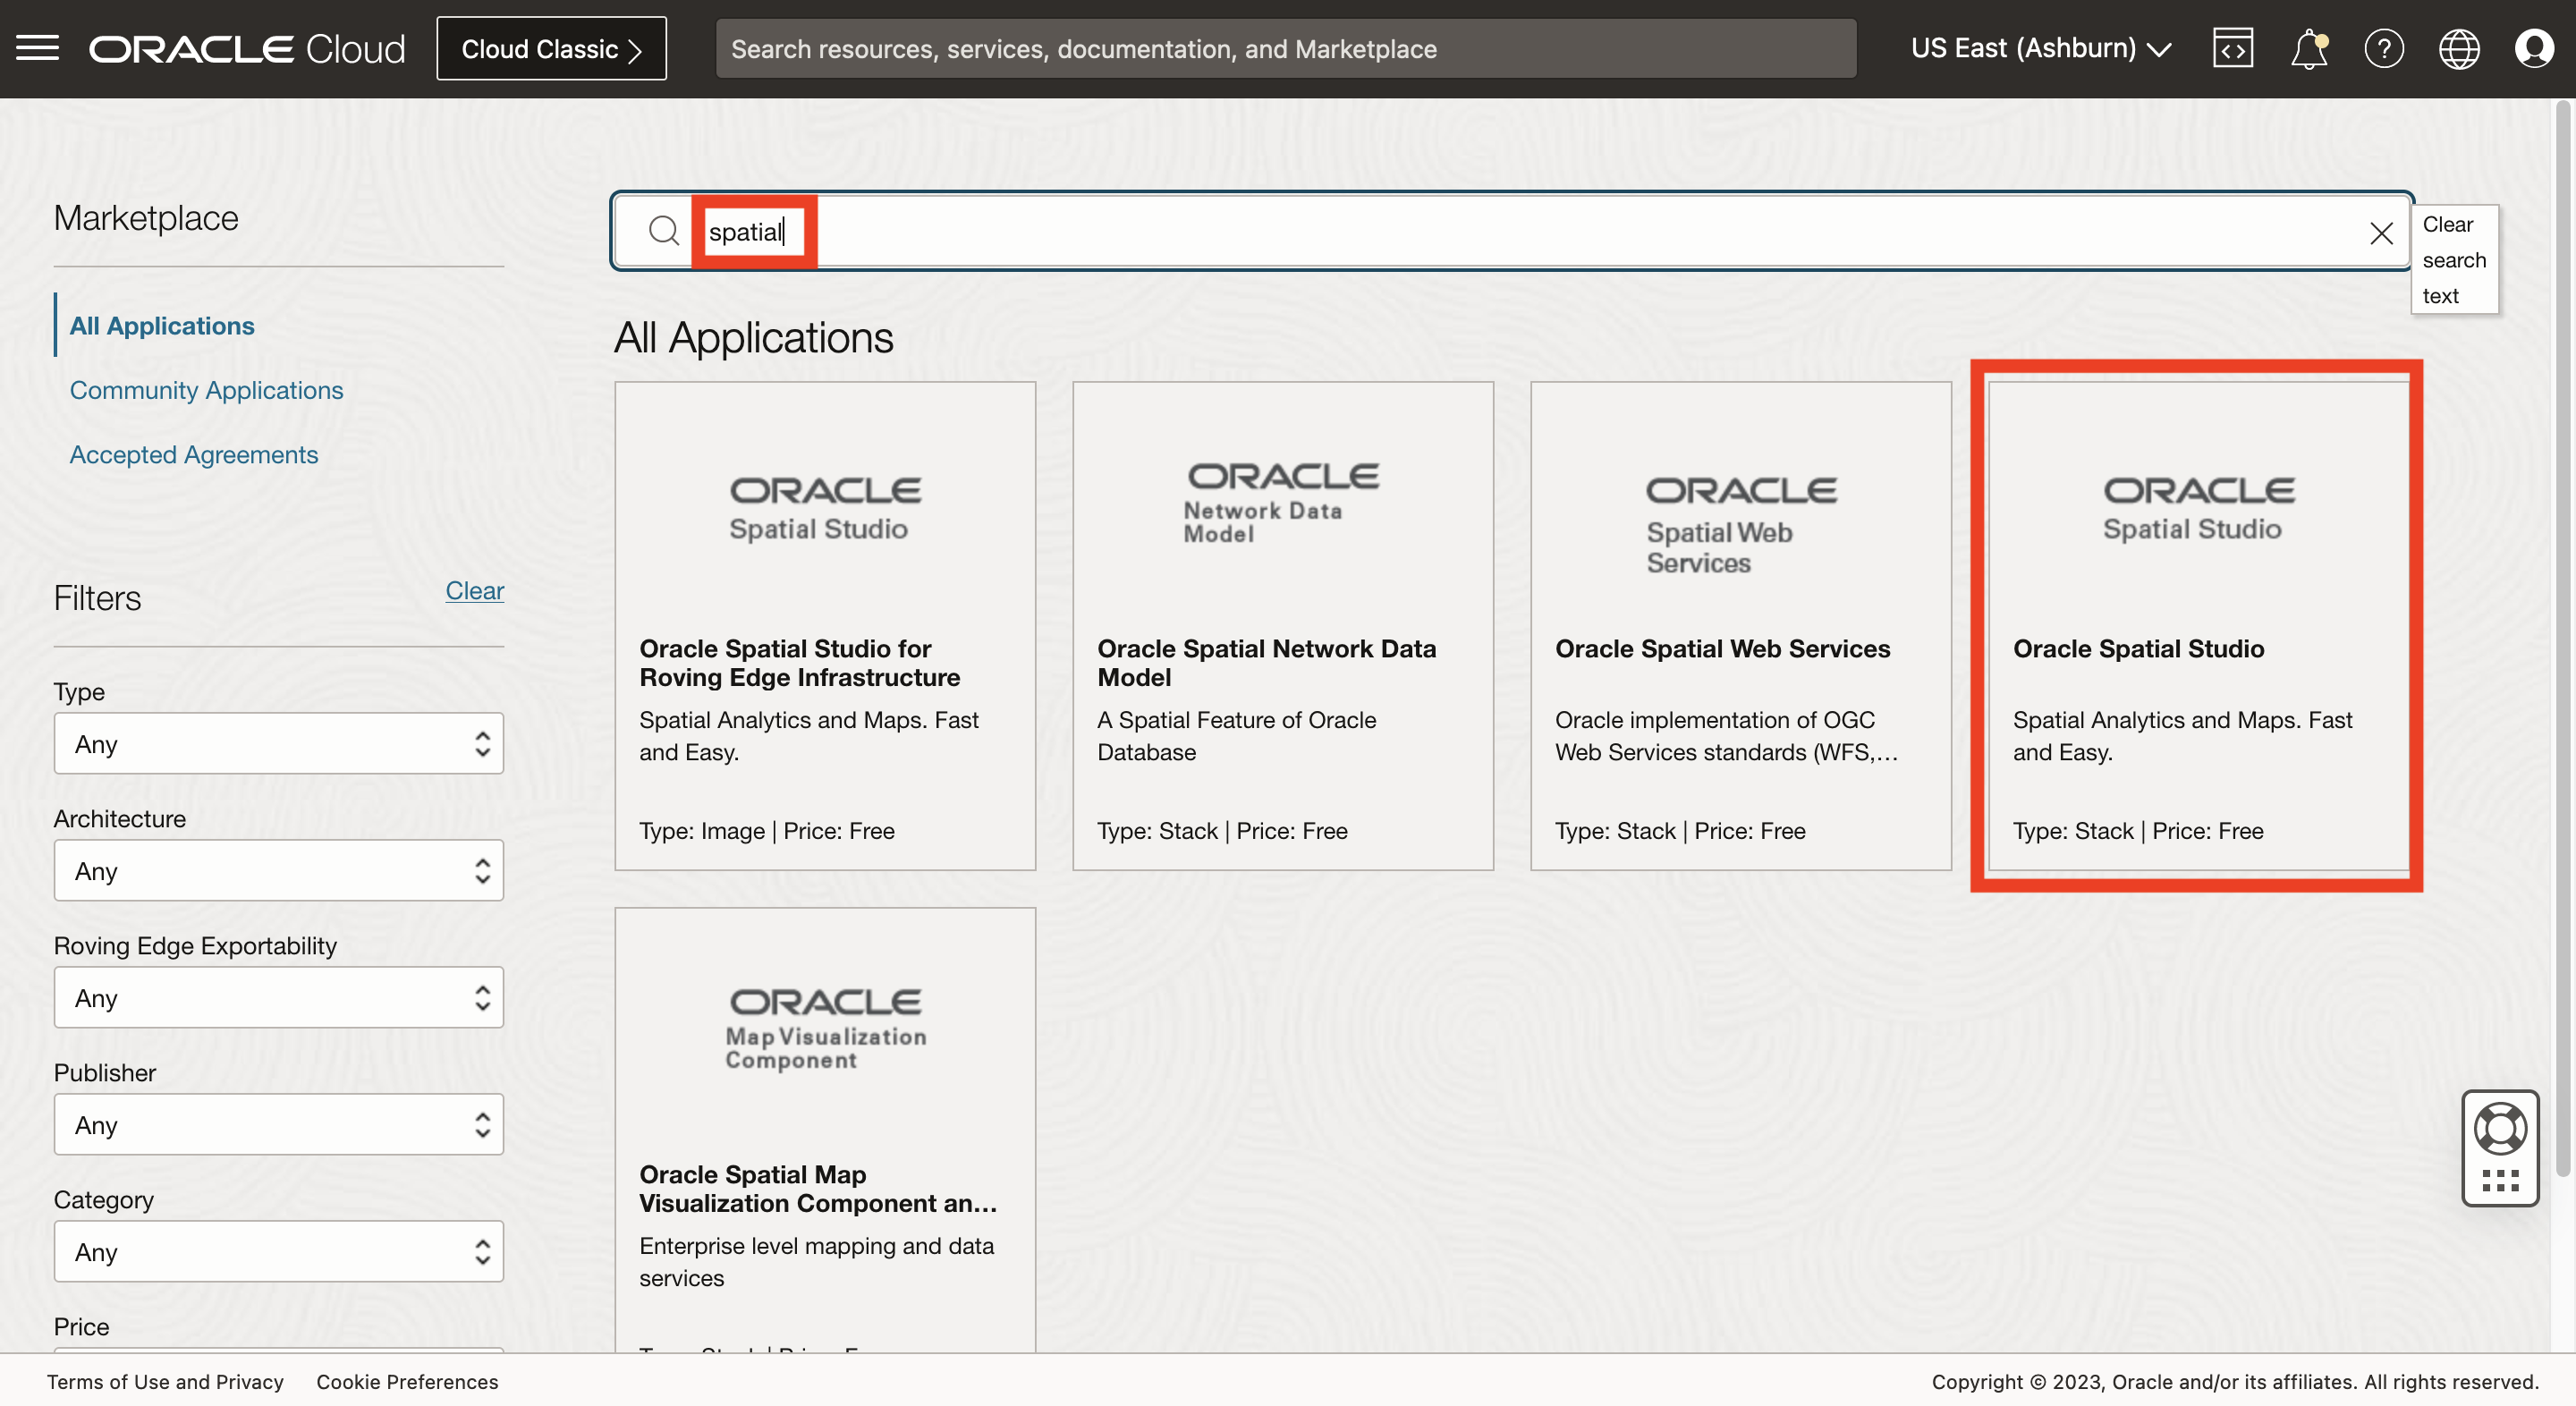 ORACLE Cloud
Cloud Classic
Search resources, services, documentation, and Marketplace
US East (Ashburn)
Marketplace
All Applications
Community Applications
Accepted Agreements
Filters
Clear
Type
Any
Architecture
Any
Roving Edge Exportability
Any
Publisher
Any
Category
Any
Price
spatial
Clear
search
text
All Applications
ORACLE
Spatial Studio
Oracle Spatial Studio for
Roving Edge Infrastructure
Spatial Analytics and Maps. Fast
and Easy.
Type: Image | Price: Free
ORACLE
Network Data
Model
Oracle Spatial Network Data
Model
A Spatial Feature of Oracle
Database
Type: Stack | Price: Free
ORACLE
Spatial Web
Services
Oracle Spatial Web Services
Oracle implementation of OGC
Web Services standards (WFS,...
Type: Stack | Price: Free
ORACLE
Spatial Studio
Oracle Spatial Studio
Spatial Analytics and Maps. Fast
and Easy.
Type: Stack | Price: Free
ORACLE
Map Visualization
Component
Oracle Spatial Map
Visualization Component an...
Enterprise level mapping and data
services
Terms of Use and Privacy
Cookie Preferences
Copyright © 2023, Oracle and/or its affiliates. All rights reserved.